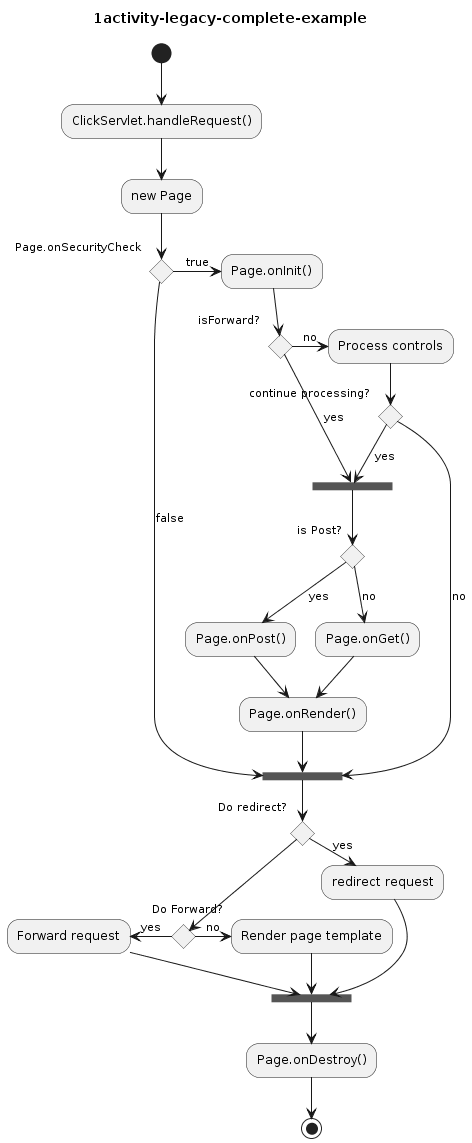 1activity-legacy-complete-example
ClickServlet.handleRequest()
new Page
Page.onSecurityCheck
true
Page.onInit()
isForward?
no
Process controls
continue processing?
yes
yes
false
is Post?
yes
no
no
Page.onPost()
Page.onGet()
Page.onRender()
Do redirect?
yes
redirect request
Do Forward?
yes
no
Forward request
Render page template
Page.onDestroy()